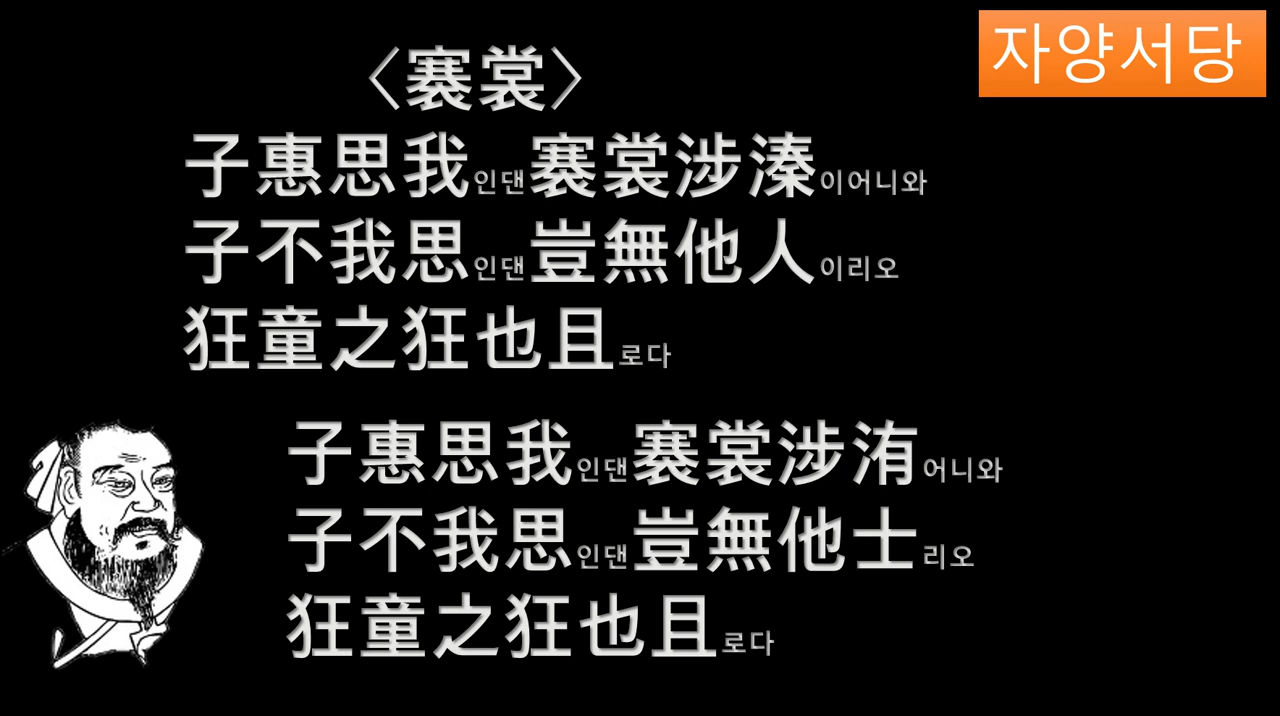 자양서당
〈褰裳〉
子惠思我인댄褰裳涉溱이어니와
子不我思인댄豈無他人이리오
狂童之狂也且로다
子惠思我인댄褰裳涉洧어니와
子不我思인댄豈無他士리오
狂童之狂也且로다